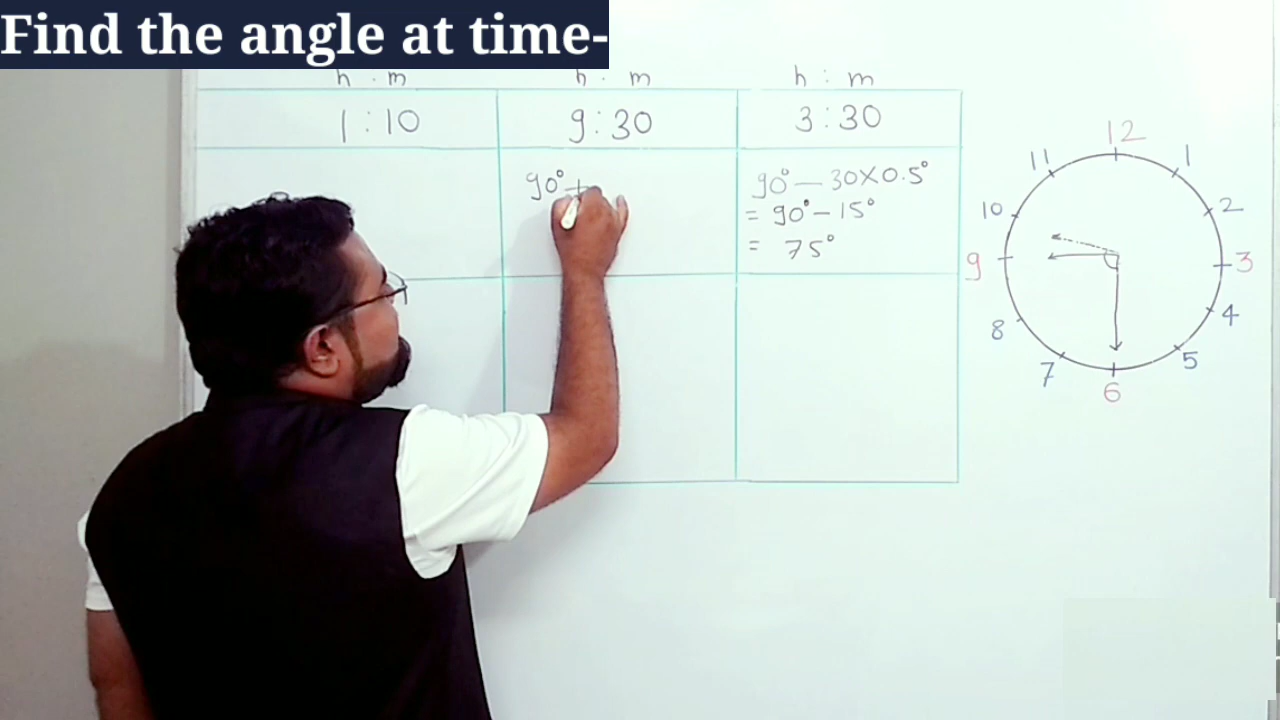 Find the angle at time-
h : m h : m h : m
1 : 10 9 : 30 3 : 30
90° +
90° — 30×0.5°
= 90° – 15°
= 75°
12
11 1
10 2
9 3
8 4
7 5
6